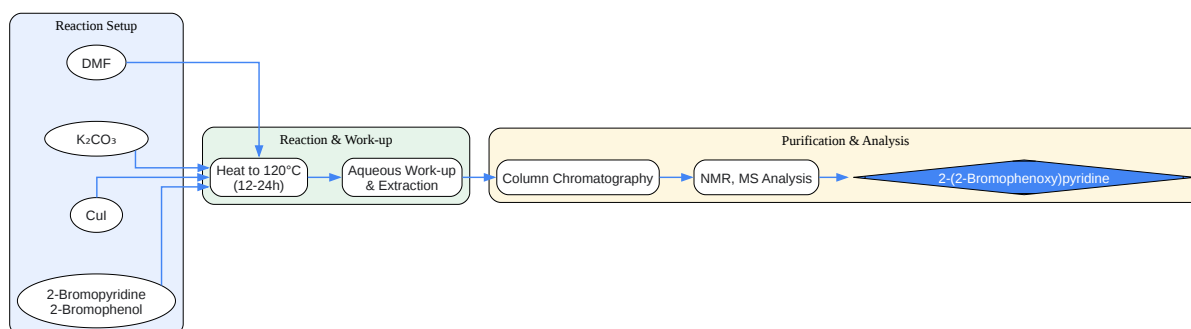 Reaction Setup
DMF
K₂CO₃
CuI
2-Bromopyridine
2-Bromophenol
Reaction & Work-up
Heat to 120°C
(12-24h)
Aqueous Work-up
& Extraction
Purification & Analysis
Column Chromatography
NMR, MS Analysis
2-(2-Bromophenoxy)pyridine